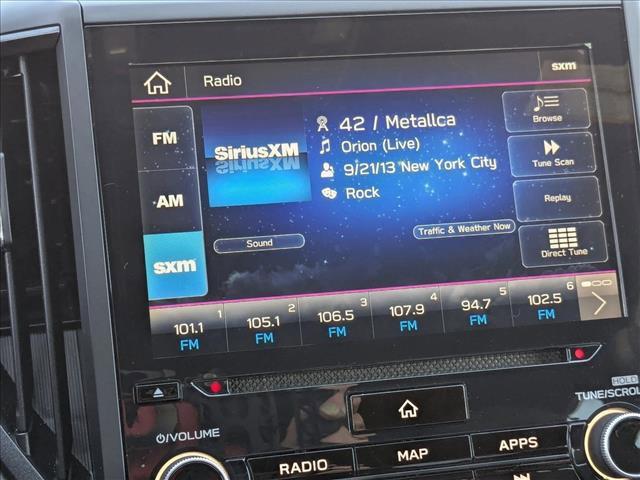 Radio
sxm
FM
AM
sxm
SiriusXM
42 / Metallca
Orion (Live)
9/21/13 New York City
Rock
Browse
Tune Scan
Replay
Direct Tune
Sound
Traffic & Weather Now
1 101.1 FM
2 105.1 FM
3 106.5 FM
4 107.9 FM
5 94.7 FM
6 102.5 FM
HOLD
TUNE/SCROL
/VOLUME
RADIO
MAP
APPS